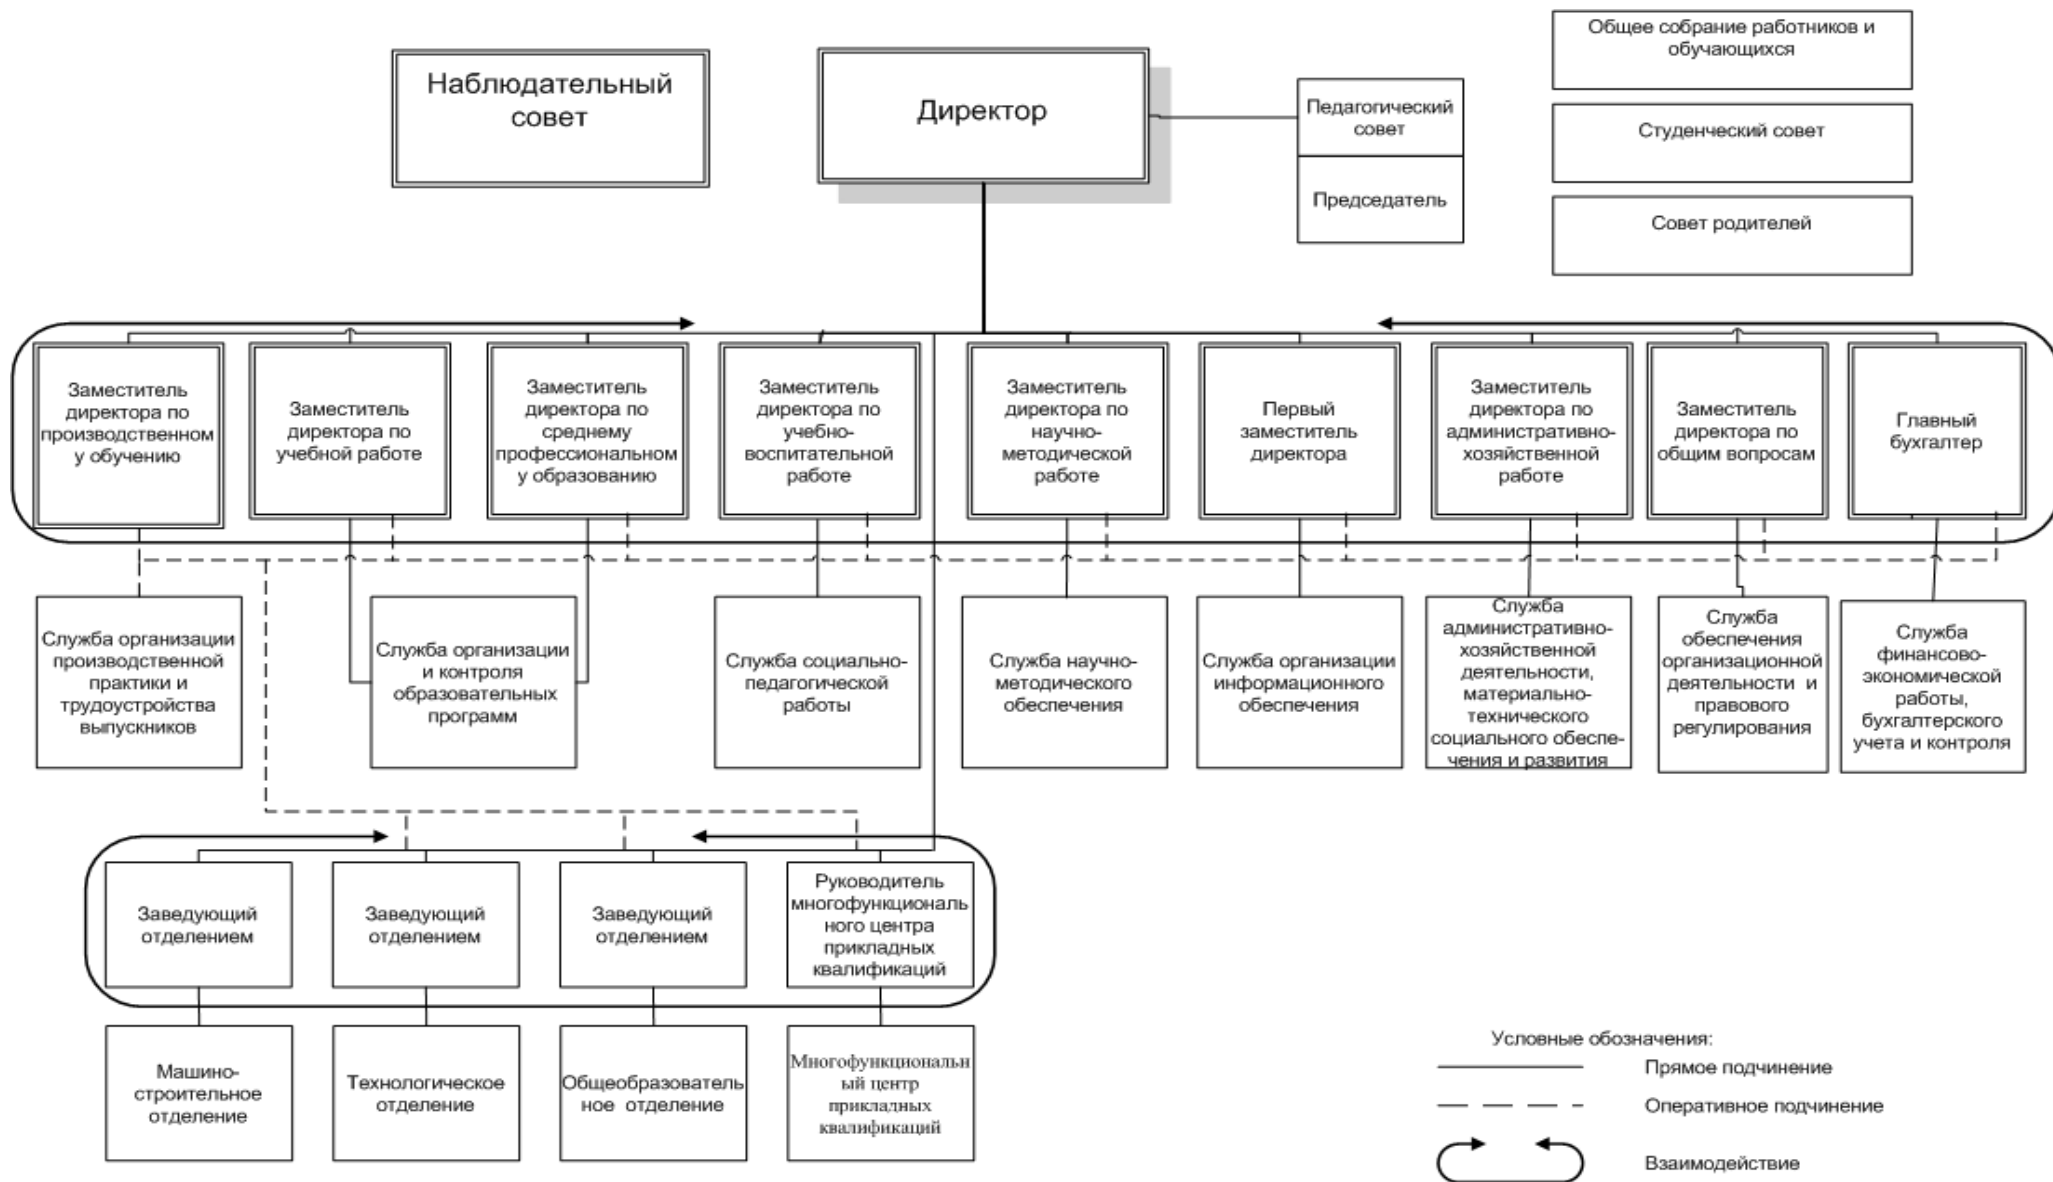 Наблюдательный
совет
Директор
Педагогический
совет
Председатель
Общее собрание работников и
обучающихся
Студенческий совет
Совет родителей
Заместитель
директора по
производственном
у обучению
Заместитель
директора по
учебной работе
Заместитель
директора по
среднему
профессиональном
у образованию
Заместитель
директора по
учебно-
воспитательной
работе
Заместитель
директора по
научно-
методической
работе
Первый
заместитель
директора
Заместитель
директора по
административно-
хозяйственной
работе
Заместитель
директора по
общим вопросам
Главный
бухгалтер
Служба организации
производственной
практики и
трудоустройства
выпускников
Служба организации
и контроля
образовательных
программ
Служба социально-
педагогической
работы
Служба научно-
методического
обеспечения
Служба организации
информационного
обеспечения
Служба
административно-
хозяйственной
деятельности,
материально-
технического
социального обеспе-
чения и развития
Служба
обеспечения
организационной
деятельности и
правового
регулирования
Служба
финансово-
экономической
работы,
бухгалтерского
учета и контроля
Заведующий
отделением
Заведующий
отделением
Заведующий
отделением
Руководитель
многофункциональ
ного центра
прикладных
квалификаций
Машино-
строительное
отделение
Технологическое
отделение
Общеобразователь
ное отделение
Многофункциональн
ый центр
прикладных
квалификаций
Условные обозначения:
Прямое подчинение
Оперативное подчинение
Взаимодействие